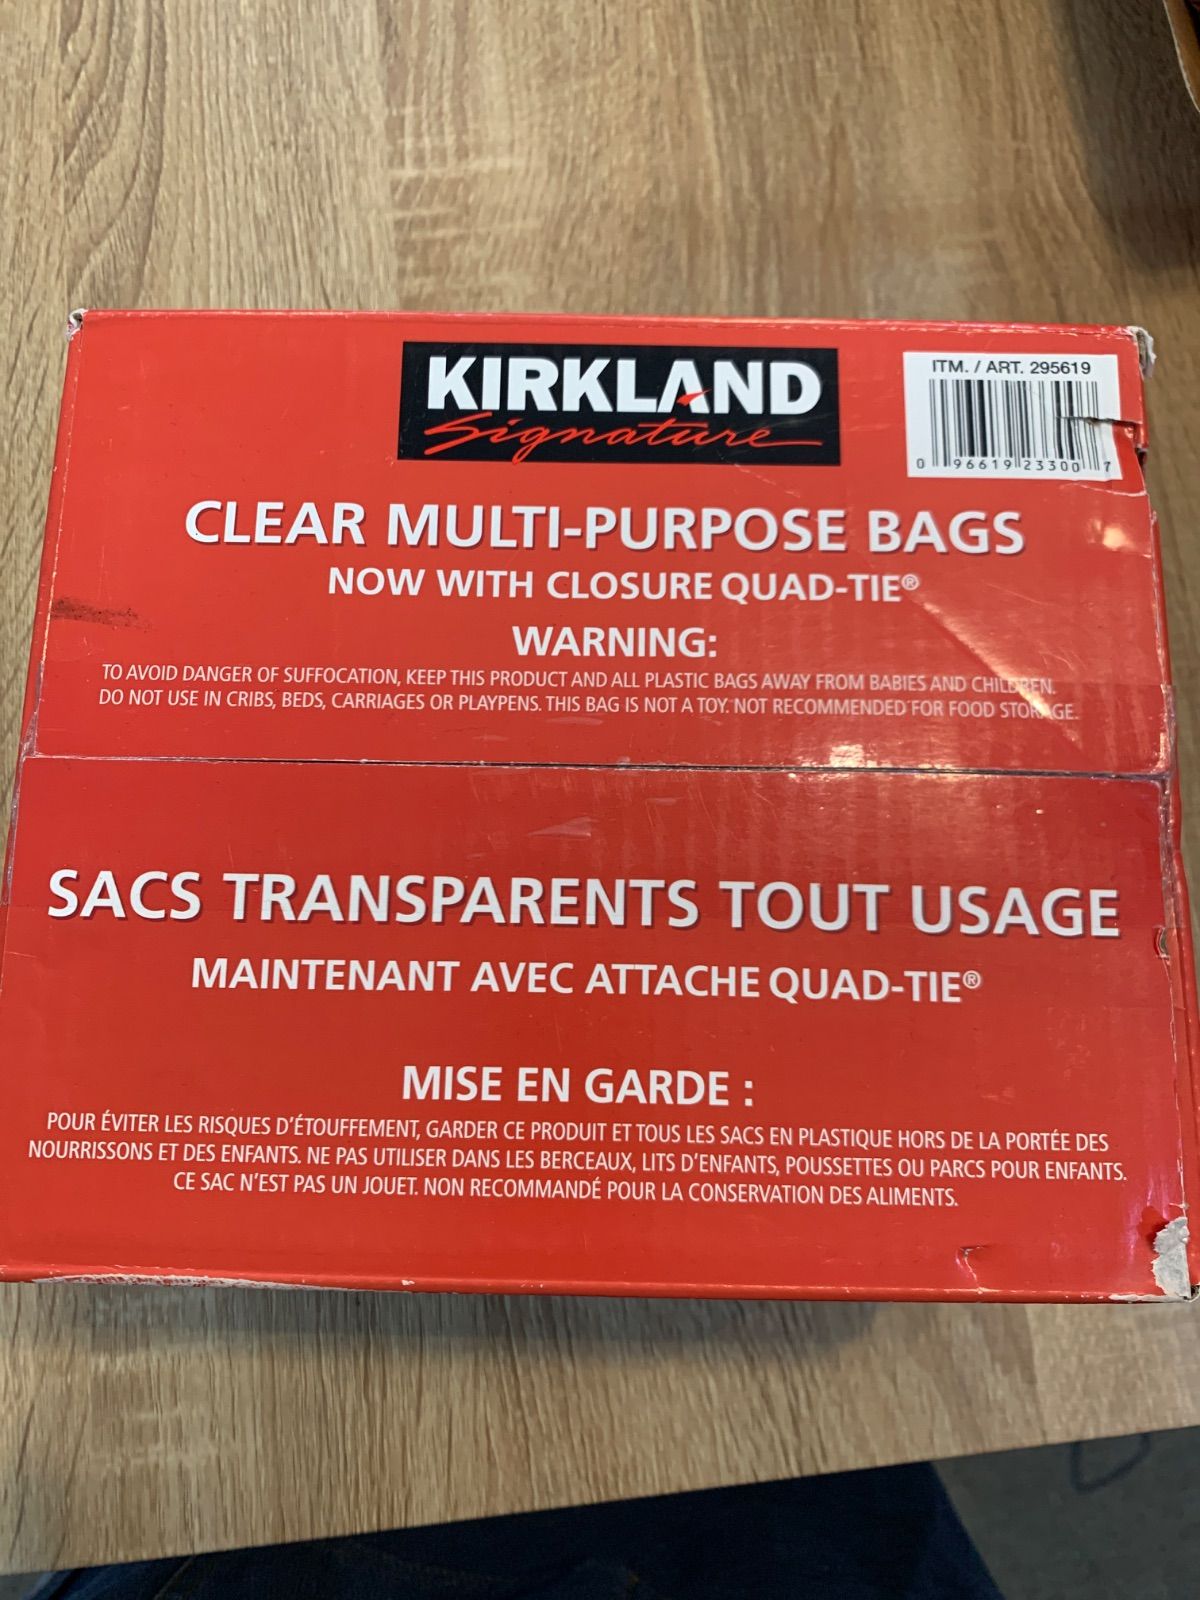 KIRKLAND
Signature
ITM. / ART. 295619
0 96619 23300 7
CLEAR MULTI-PURPOSE BAGS
NOW WITH CLOSURE QUAD-TIE®
WARNING:
TO AVOID DANGER OF SUFFOCATION, KEEP THIS PRODUCT AND ALL PLASTIC BAGS AWAY FROM BABIES AND CHILDREN.
DO NOT USE IN CRIBS, BEDS, CARRIAGES OR PLAYPENS. THIS BAG IS NOT A TOY. NOT RECOMMENDED FOR FOOD STORAGE.
SACS TRANSPARENTS TOUT USAGE
MAINTENANT AVEC ATTACHE QUAD-TIE®
MISE EN GARDE :
POUR ÉVITER LES RISQUES D'ÉTOUFFEMENT, GARDER CE PRODUIT ET TOUS LES SACS EN PLASTIQUE HORS DE LA PORTÉE DES
NOURRISSONS ET DES ENFANTS. NE PAS UTILISER DANS LES BERCEAUX, LITS D'ENFANTS, POUSSETTES OU PARCS POUR ENFANTS.
CE SAC N'EST PAS UN JOUET. NON RECOMMANDÉ POUR LA CONSERVATION DES ALIMENTS.